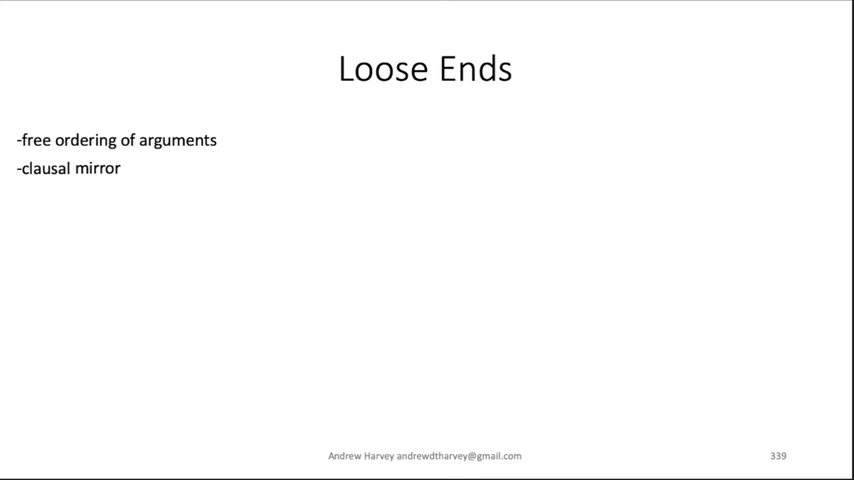 Loose Ends
-free ordering of arguments
-clausal mirror
Andrew Harvey andrewdtharvey@gmail.com
339